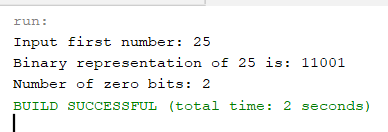 run:
Input first number: 25
Binary representation of 25 is: 11001
Number of zero bits: 2
BUILD SUCCESSFUL (total time: 2 seconds)